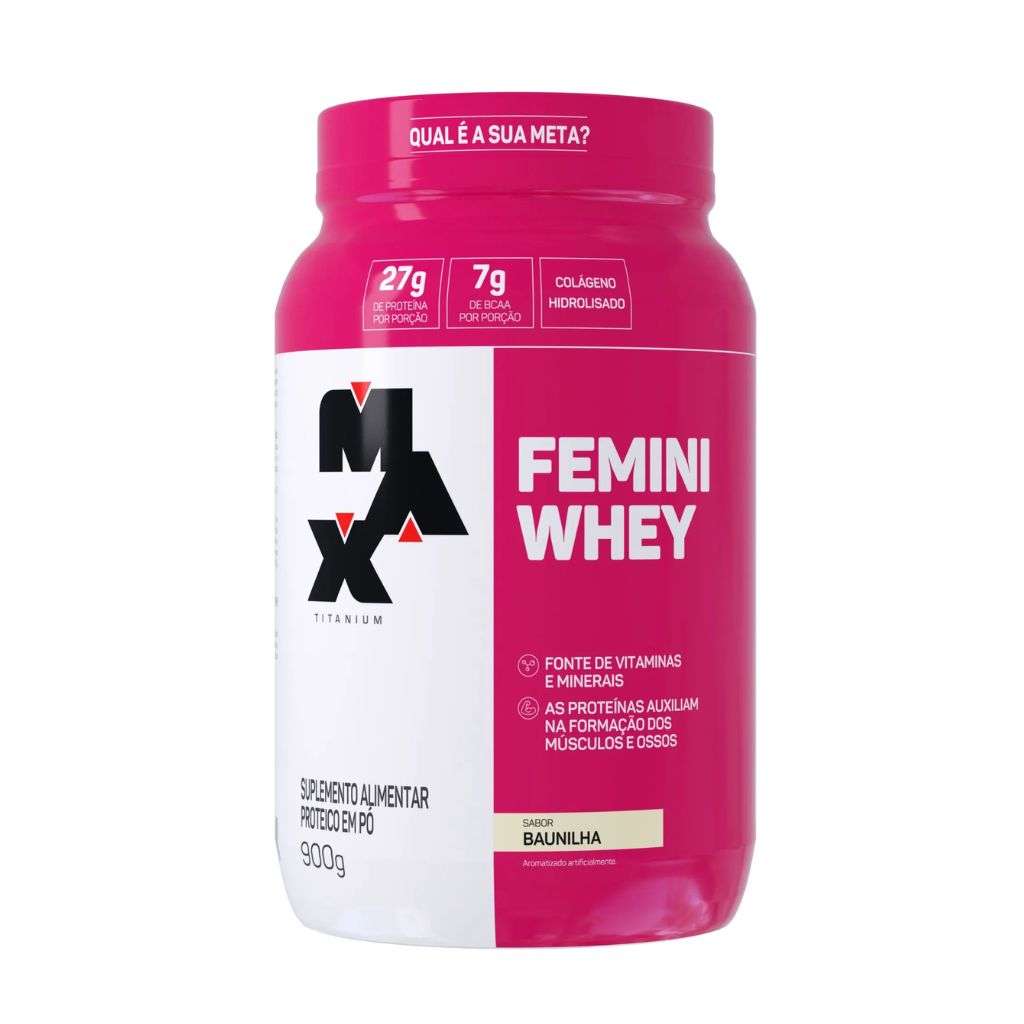 QUAL É A SUA META?
27g
DE PROTEÍNA
POR PORÇÃO
7g
DE BCAA
POR PORÇÃO
COLÁGENO
HIDROLISADO
MAX
TITANIUM
FEMINI
WHEY
FONTE DE VITAMINAS
E MINERAIS
AS PROTEÍNAS AUXILIAM
NA FORMAÇÃO DOS
MÚSCULOS E OSSOS
SUPLEMENTO ALIMENTAR
PROTEICO EM PÓ
900g
SABOR
BAUNILHA
Aromatizado artificialmente.